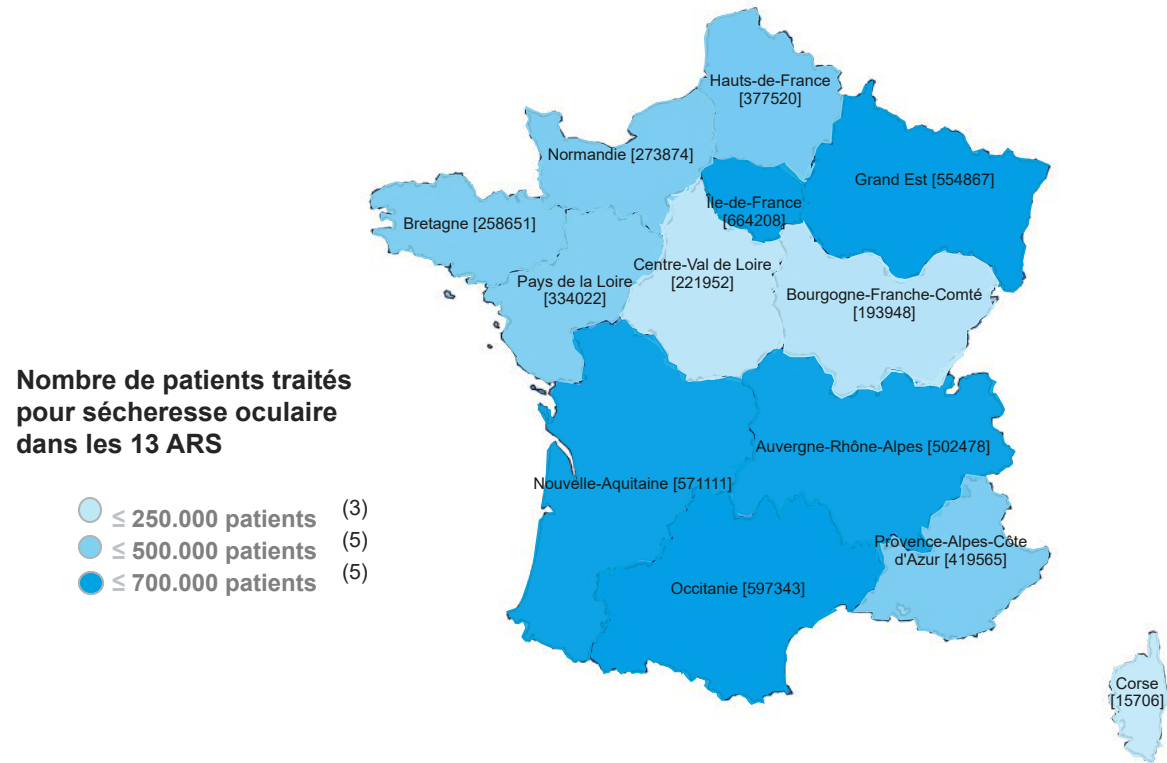 Hauts-de-France
[377520]
Normandie [273874]
Grand Est [554867]
Île-de-France
[664208]
Bretagne [258651]
Centre-Val de Loire
[221952]
Pays de la Loire
[334022]
Bourgogne-Franche-Comté
[193948]
Nombre de patients traités
pour sécheresse oculaire
dans les 13 ARS
≤ 250.000 patients (3)
≤ 500.000 patients (5)
≤ 700.000 patients (5)
Auvergne-Rhône-Alpes [502478]
Nouvelle-Aquitaine [571111]
Provence-Alpes-Côte
d'Azur [419565]
Occitanie [597343]
Corse
[15706]